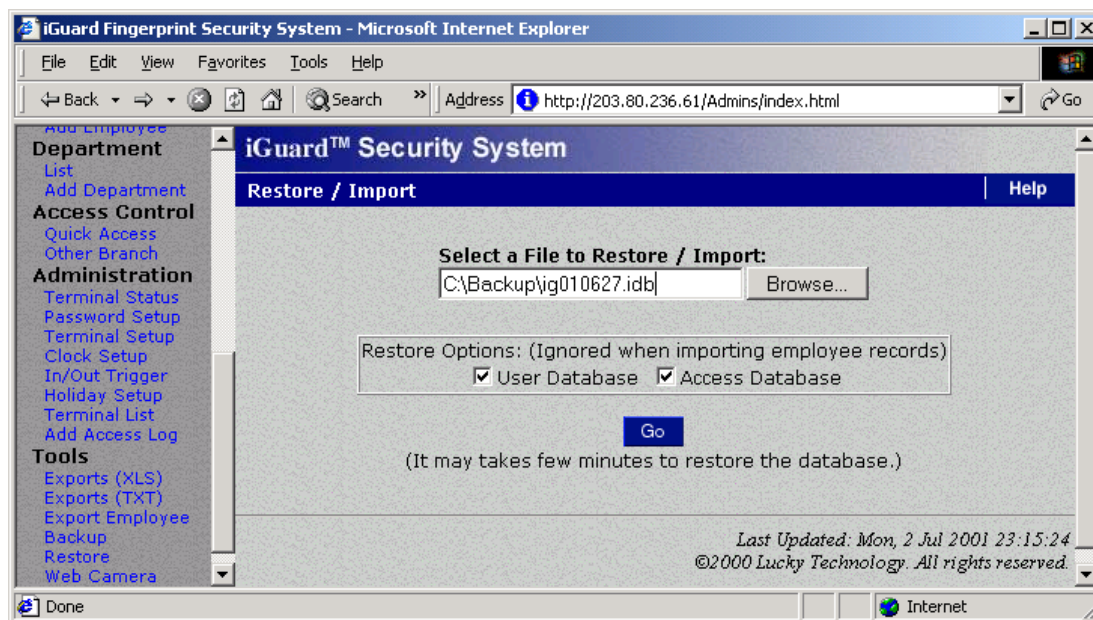 iGuard Fingerprint Security System - Microsoft Internet Explorer
File Edit View Favorites Tools Help
Back Search » Address http://203.80.236.61/Admins/index.html Go
Add Employee
Department
List
Add Department
Access Control
Quick Access
Other Branch
Administration
Terminal Status
Password Setup
Terminal Setup
Clock Setup
In/Out Trigger
Holiday Setup
Terminal List
Add Access Log
Tools
Exports (XLS)
Exports (TXT)
Export Employee
Backup
Restore
Web Camera
iGuard™ Security System
Restore / Import Help
Select a File to Restore / Import:
C:\Backup\ig010627.idb Browse...
Restore Options: (Ignored when importing employee records)
User Database Access Database
Go
(It may takes few minutes to restore the database.)
Last Updated: Mon, 2 Jul 2001 23:15:24
©2000 Lucky Technology. All rights reserved.
Done Internet